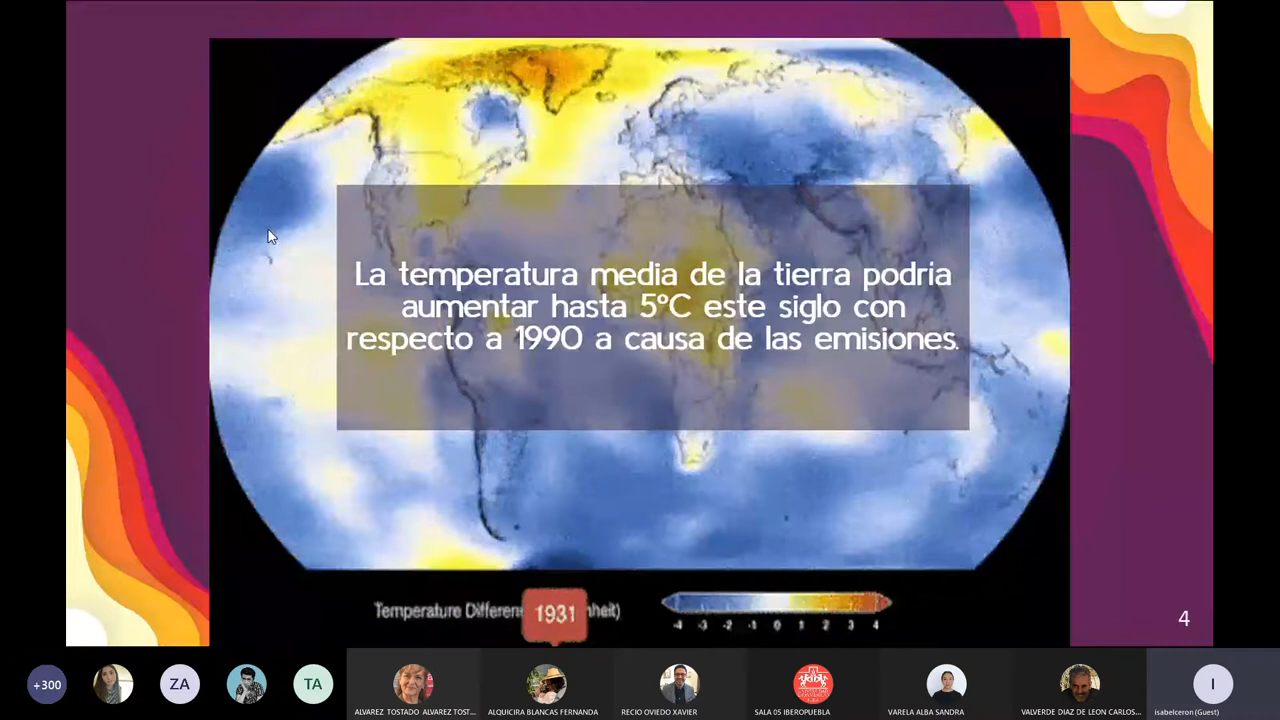 La temperatura media de la tierra podría
aumentar hasta 5°C este siglo con
respecto a 1990 a causa de las emisiones.
Temperature Differen
1931
nheit)
-4 -3 -2 -1 0 1 2 3 4
4
+300
ZA
TA
I
ALVAREZ TOSTADO ALVAREZ TOST...
ALQUICIRA BLANCAS FERNANDA
RECIO OVIEDO XAVIER
SALA 05 IBEROPUEBLA
VARELA ALBA SANDRA
VALVERDE DIAZ DE LEON CARLOS...
isabelceron (Guest)